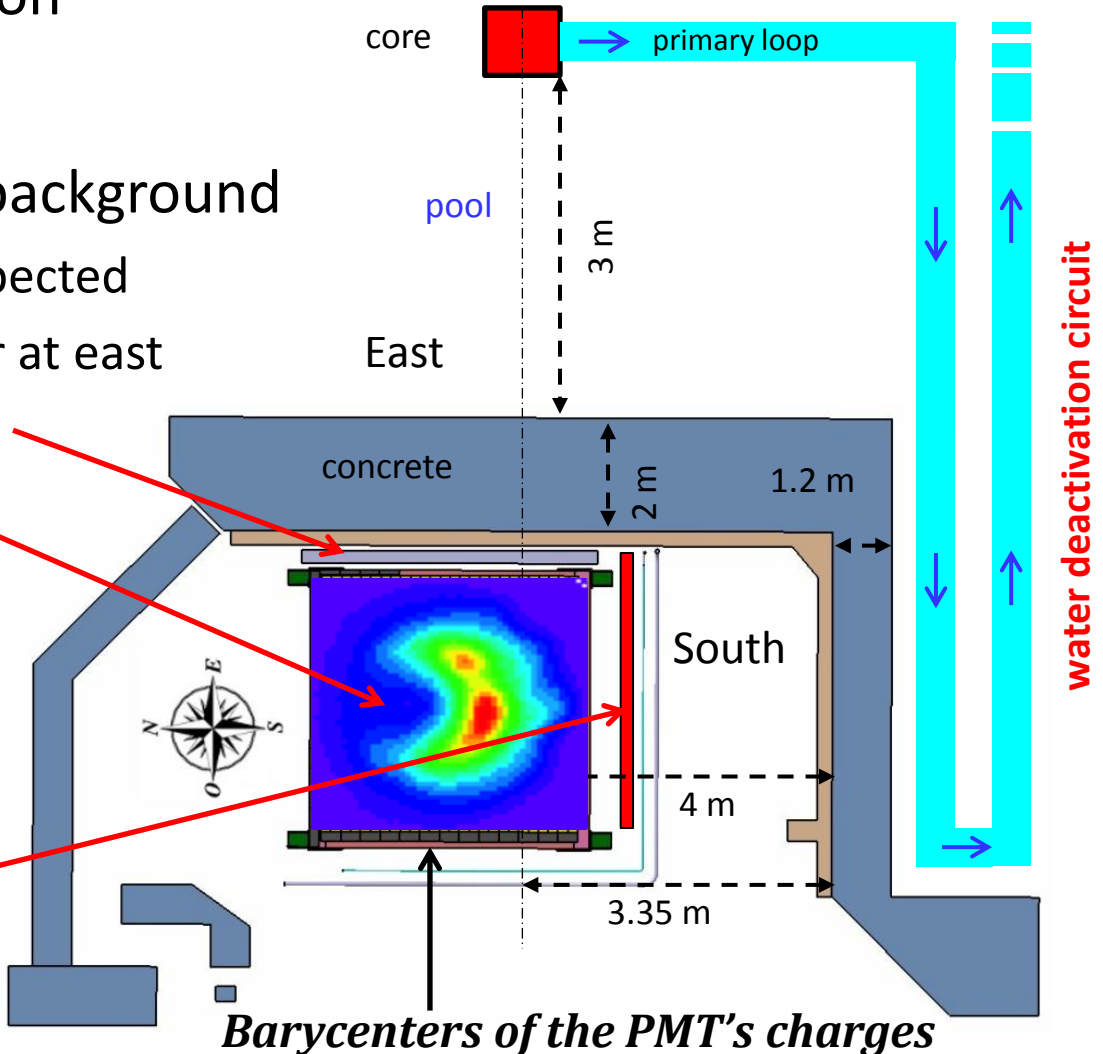 core
primary loop
background
pool
3 m
at east
East
water deactivation circuit
concrete
2 m
1.2 m
South
N
E
S
O
4 m
3.35 m
Barycenters of the PMT's charges